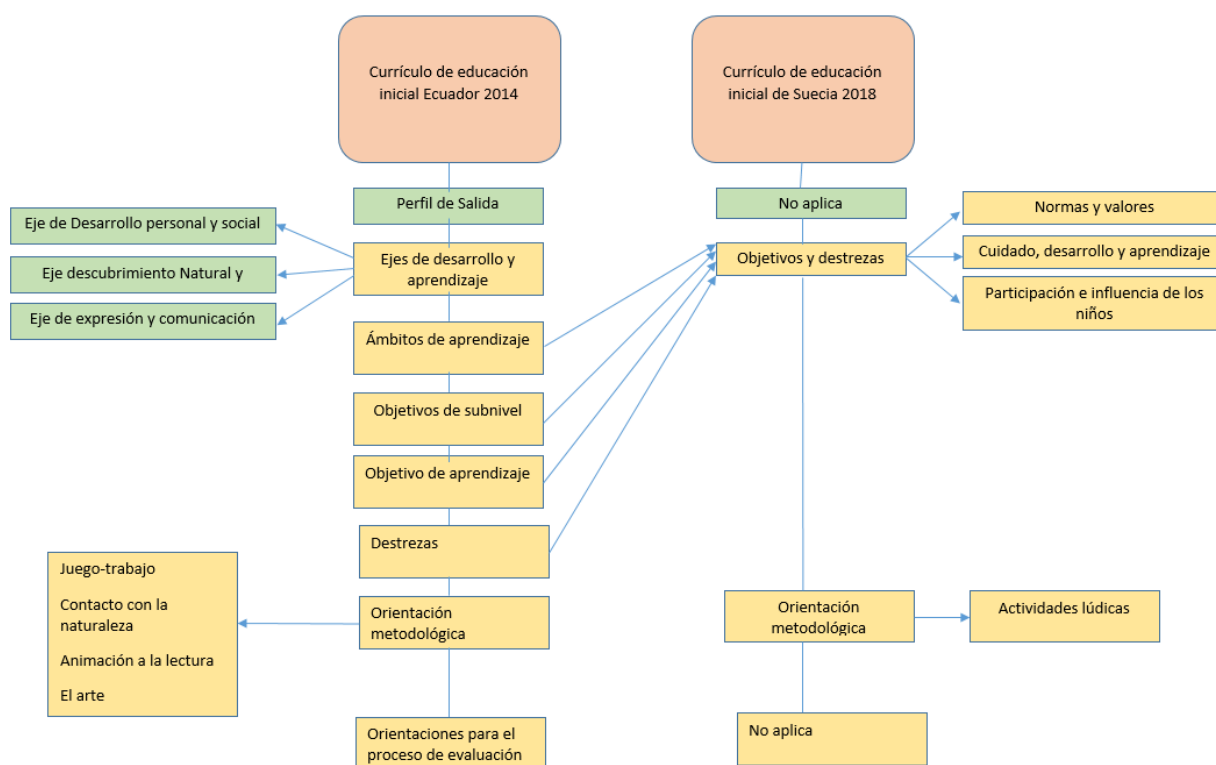 Currículo de educación
inicial Ecuador 2014
Currículo de educación
inicial de Suecia 2018
Perfil de Salida
No aplica
Normas y valores
Eje de Desarrollo personal y social
Ejes de desarrollo y
aprendizaje
Objetivos y destrezas
Cuidado, desarrollo y aprendizaje
Eje descubrimiento Natural y
Participación e influencia de los
niños
Eje de expresión y comunicación
Ámbitos de aprendizaje
Objetivos de subnivel
Objetivo de aprendizaje
Destrezas
Juego-trabajo
Contacto con la
naturaleza
Animación a la lectura
El arte
Orientación
metodológica
Orientación
metodológica
Actividades lúdicas
Orientaciones para el
proceso de evaluación
No aplica